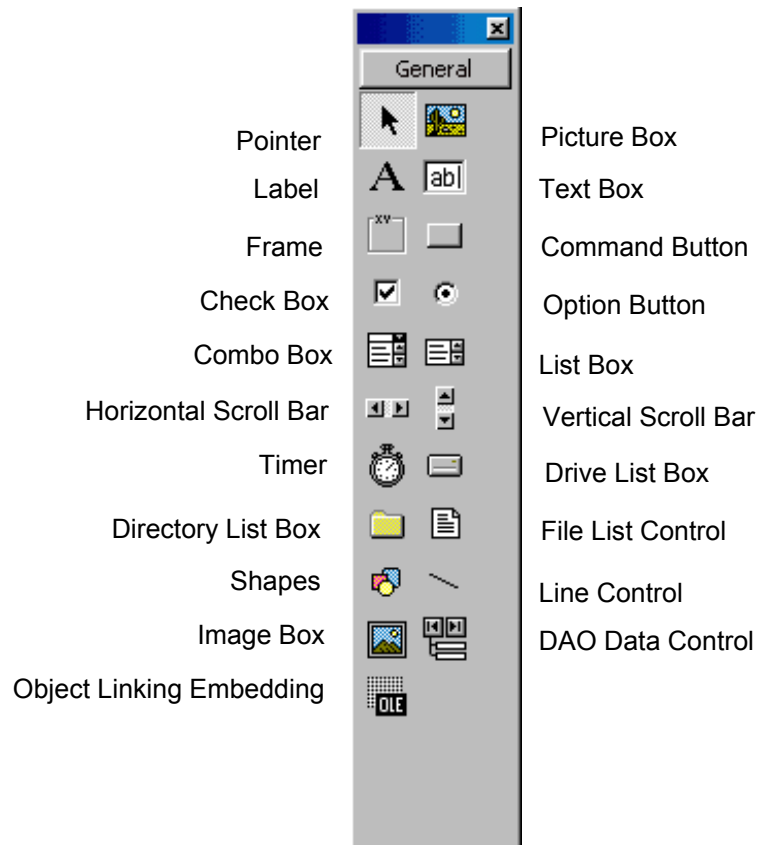 General
Pointer
Picture Box
Label
A
ab
Text Box
Frame
xv
Command Button
Check Box
Option Button
Combo Box
List Box
Horizontal Scroll Bar
Vertical Scroll Bar
Timer
Drive List Box
Directory List Box
File List Control
Shapes
Line Control
Image Box
DAO Data Control
Object Linking Embedding
OLE